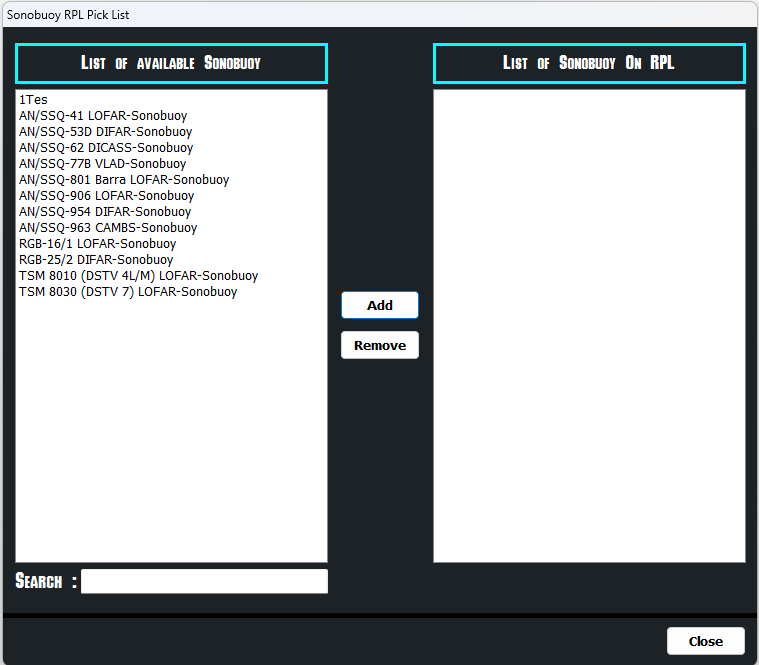 Sonobuoy RPL Pick List
List of available Sonobuoy
List of Sonobuoy On RPL
1Tes
AN/SSQ-41 LOFAR-Sonobuoy
AN/SSQ-53D DIFAR-Sonobuoy
AN/SSQ-62 DICASS-Sonobuoy
AN/SSQ-77B VLAD-Sonobuoy
AN/SSQ-801 Barra LOFAR-Sonobuoy
AN/SSQ-906 LOFAR-Sonobuoy
AN/SSQ-954 DIFAR-Sonobuoy
AN/SSQ-963 CAMBS-Sonobuoy
RGB-16/1 LOFAR-Sonobuoy
RGB-25/2 DIFAR-Sonobuoy
TSM 8010 (DSTV 4L/M) LOFAR-Sonobuoy
TSM 8030 (DSTV 7) LOFAR-Sonobuoy
Add
Remove
Search :
Close